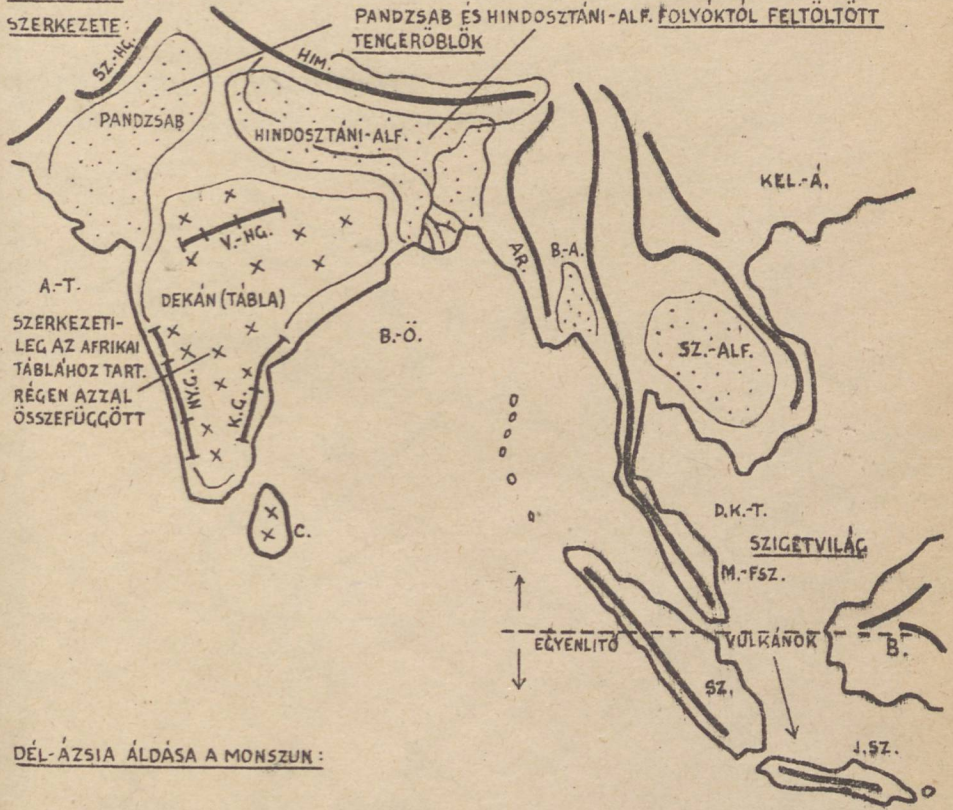 SZERKEZETE:
PANDZSAB ÉS HINDOSZTÁNI-ALF. FOLYÓKTÓL FELTÖLTÖTT
TENGERÖBLÖK
SZ.-HG.
HIM.
PANDZSAB
HINDOSZTÁNI-ALF.
KEL.-Á.
V.-HG.
AR.
B.-A.
A.-T.
DEKÁN (TÁBLA)
B.-Ö.
SZ.-ALF.
SZERKEZETI-
LEG AZ AFRIKAI
TÁBLÁHOZ TART.
RÉGEN AZZAL
ÖSSZEFÜGGÖTT
NY.G.
K.G.
C.
D.K.-T.
SZIGETVILÁG
M.-FSZ.
EGYENLITŐ
VULKÁNOK
B.
SZ.
J.SZ.
DÉL-ÁZSIA ÁLDÁSA A MONSZUN: